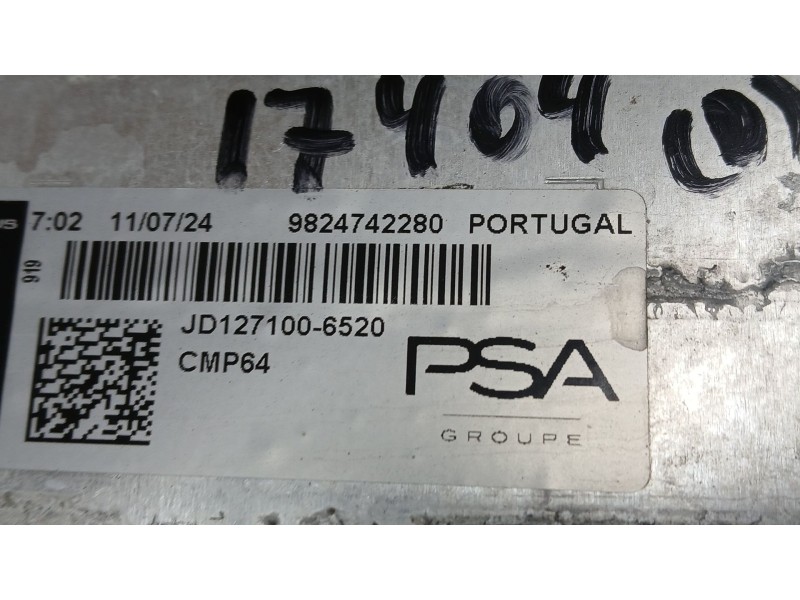 17404
7:02 11/07/24 9824742280 PORTUGAL
919
JD127100-6520
CMP64
PSA
GROUPE